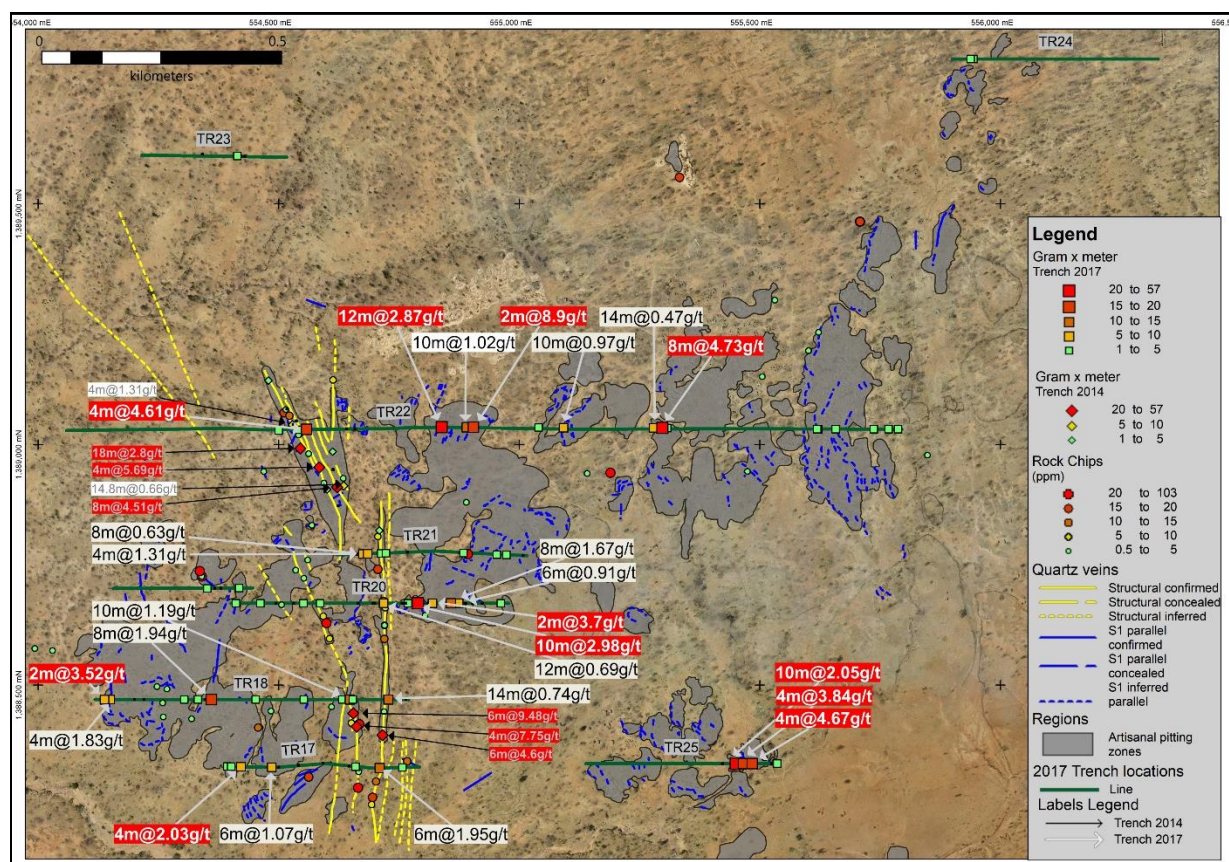 554,000 mE
554,500 mE
555,000 mE
555,500 mE
556,000 mE
0
0.5
kilometers
TR24
TR23
1,389,500 mN
12m@2.87g/t
2m@8.9g/t
14m@0.47g/t
10m@1.02g/t
10m@0.97g/t
8m@4.73g/t
4m@1.31g/t
4m@4.61g/t
TR22
1,389,000 mN
18m@2.8g/t
4m@5.69g/t
14.8m@0.66g/t
8m@4.51g/t
8m@0.63g/t
TR21
4m@1.31g/t
8m@1.67g/t
6m@0.91g/t
TR20
10m@1.19g/t
2m@3.7g/t
8m@1.94g/t
10m@2.98g/t
12m@0.69g/t
2m@3.52g/t
TR18
14m@0.74g/t
10m@2.05g/t
1,388,500 mN
4m@3.84g/t
6m@9.48g/t
4m@1.83g/t
4m@7.75g/t
4m@4.67g/t
TR17
6m@4.6g/t
TR25
4m@2.03g/t
6m@1.07g/t
6m@1.95g/t
Legend
Gram x meter
Trench 2017
20 to 57
15 to 20
10 to 15
5 to 10
1 to 5
Gram x meter
Trench 2014
20 to 57
5 to 10
1 to 5
Rock Chips
(ppm)
20 to 103
15 to 20
10 to 15
5 to 10
0.5 to 5
Quartz veins
Structural confirmed
Structural concealed
Structural inferred
S1 parallel
confirmed
S1 parallel
concealed
S1 inferred
parallel
Regions
Artisanal pitting
zones
2017 Trench locations
Line
Labels Legend
Trench 2014
Trench 2017